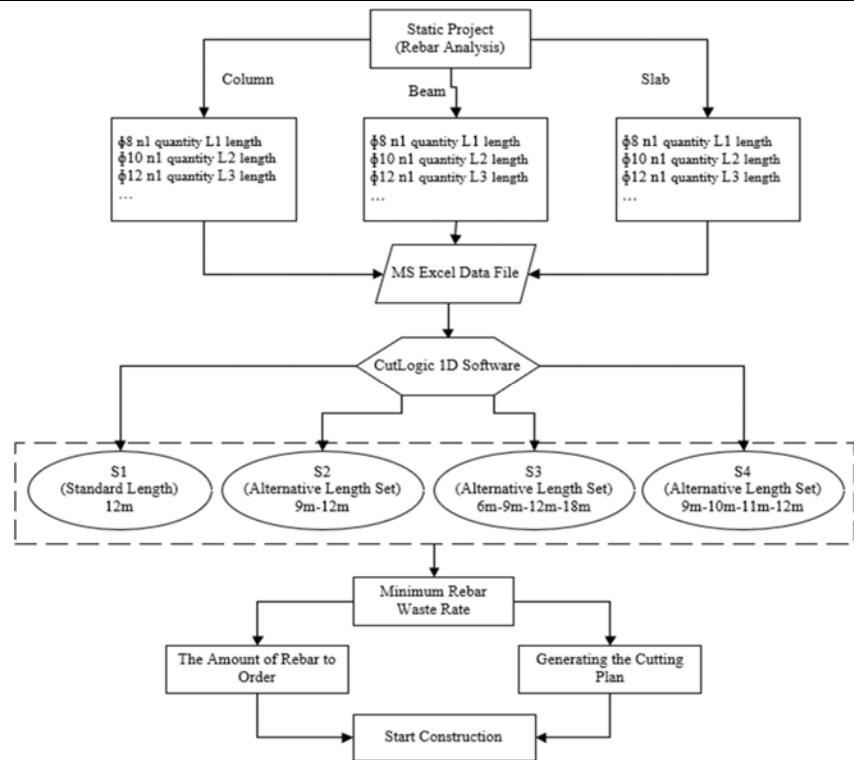 Static Project
(Rebar Analysis)
Column
Beam
Slab
ϕ8 n1 quantity L1 length
ϕ10 n1 quantity L2 length
ϕ12 n1 quantity L3 length
…
ϕ8 n1 quantity L1 length
ϕ10 n1 quantity L2 length
ϕ12 n1 quantity L3 length
…
ϕ8 n1 quantity L1 length
ϕ10 n1 quantity L2 length
ϕ12 n1 quantity L3 length
…
MS Excel Data File
CutLogic 1D Software
S1
(Standard Length)
12m
S2
(Alternative Length Set)
9m-12m
S3
(Alternative Length Set)
6m-9m-12m-18m
S4
(Alternative Length Set)
9m-10m-11m-12m
Minimum Rebar
Waste Rate
The Amount of Rebar to
Order
Generating the Cutting
Plan
Start Construction